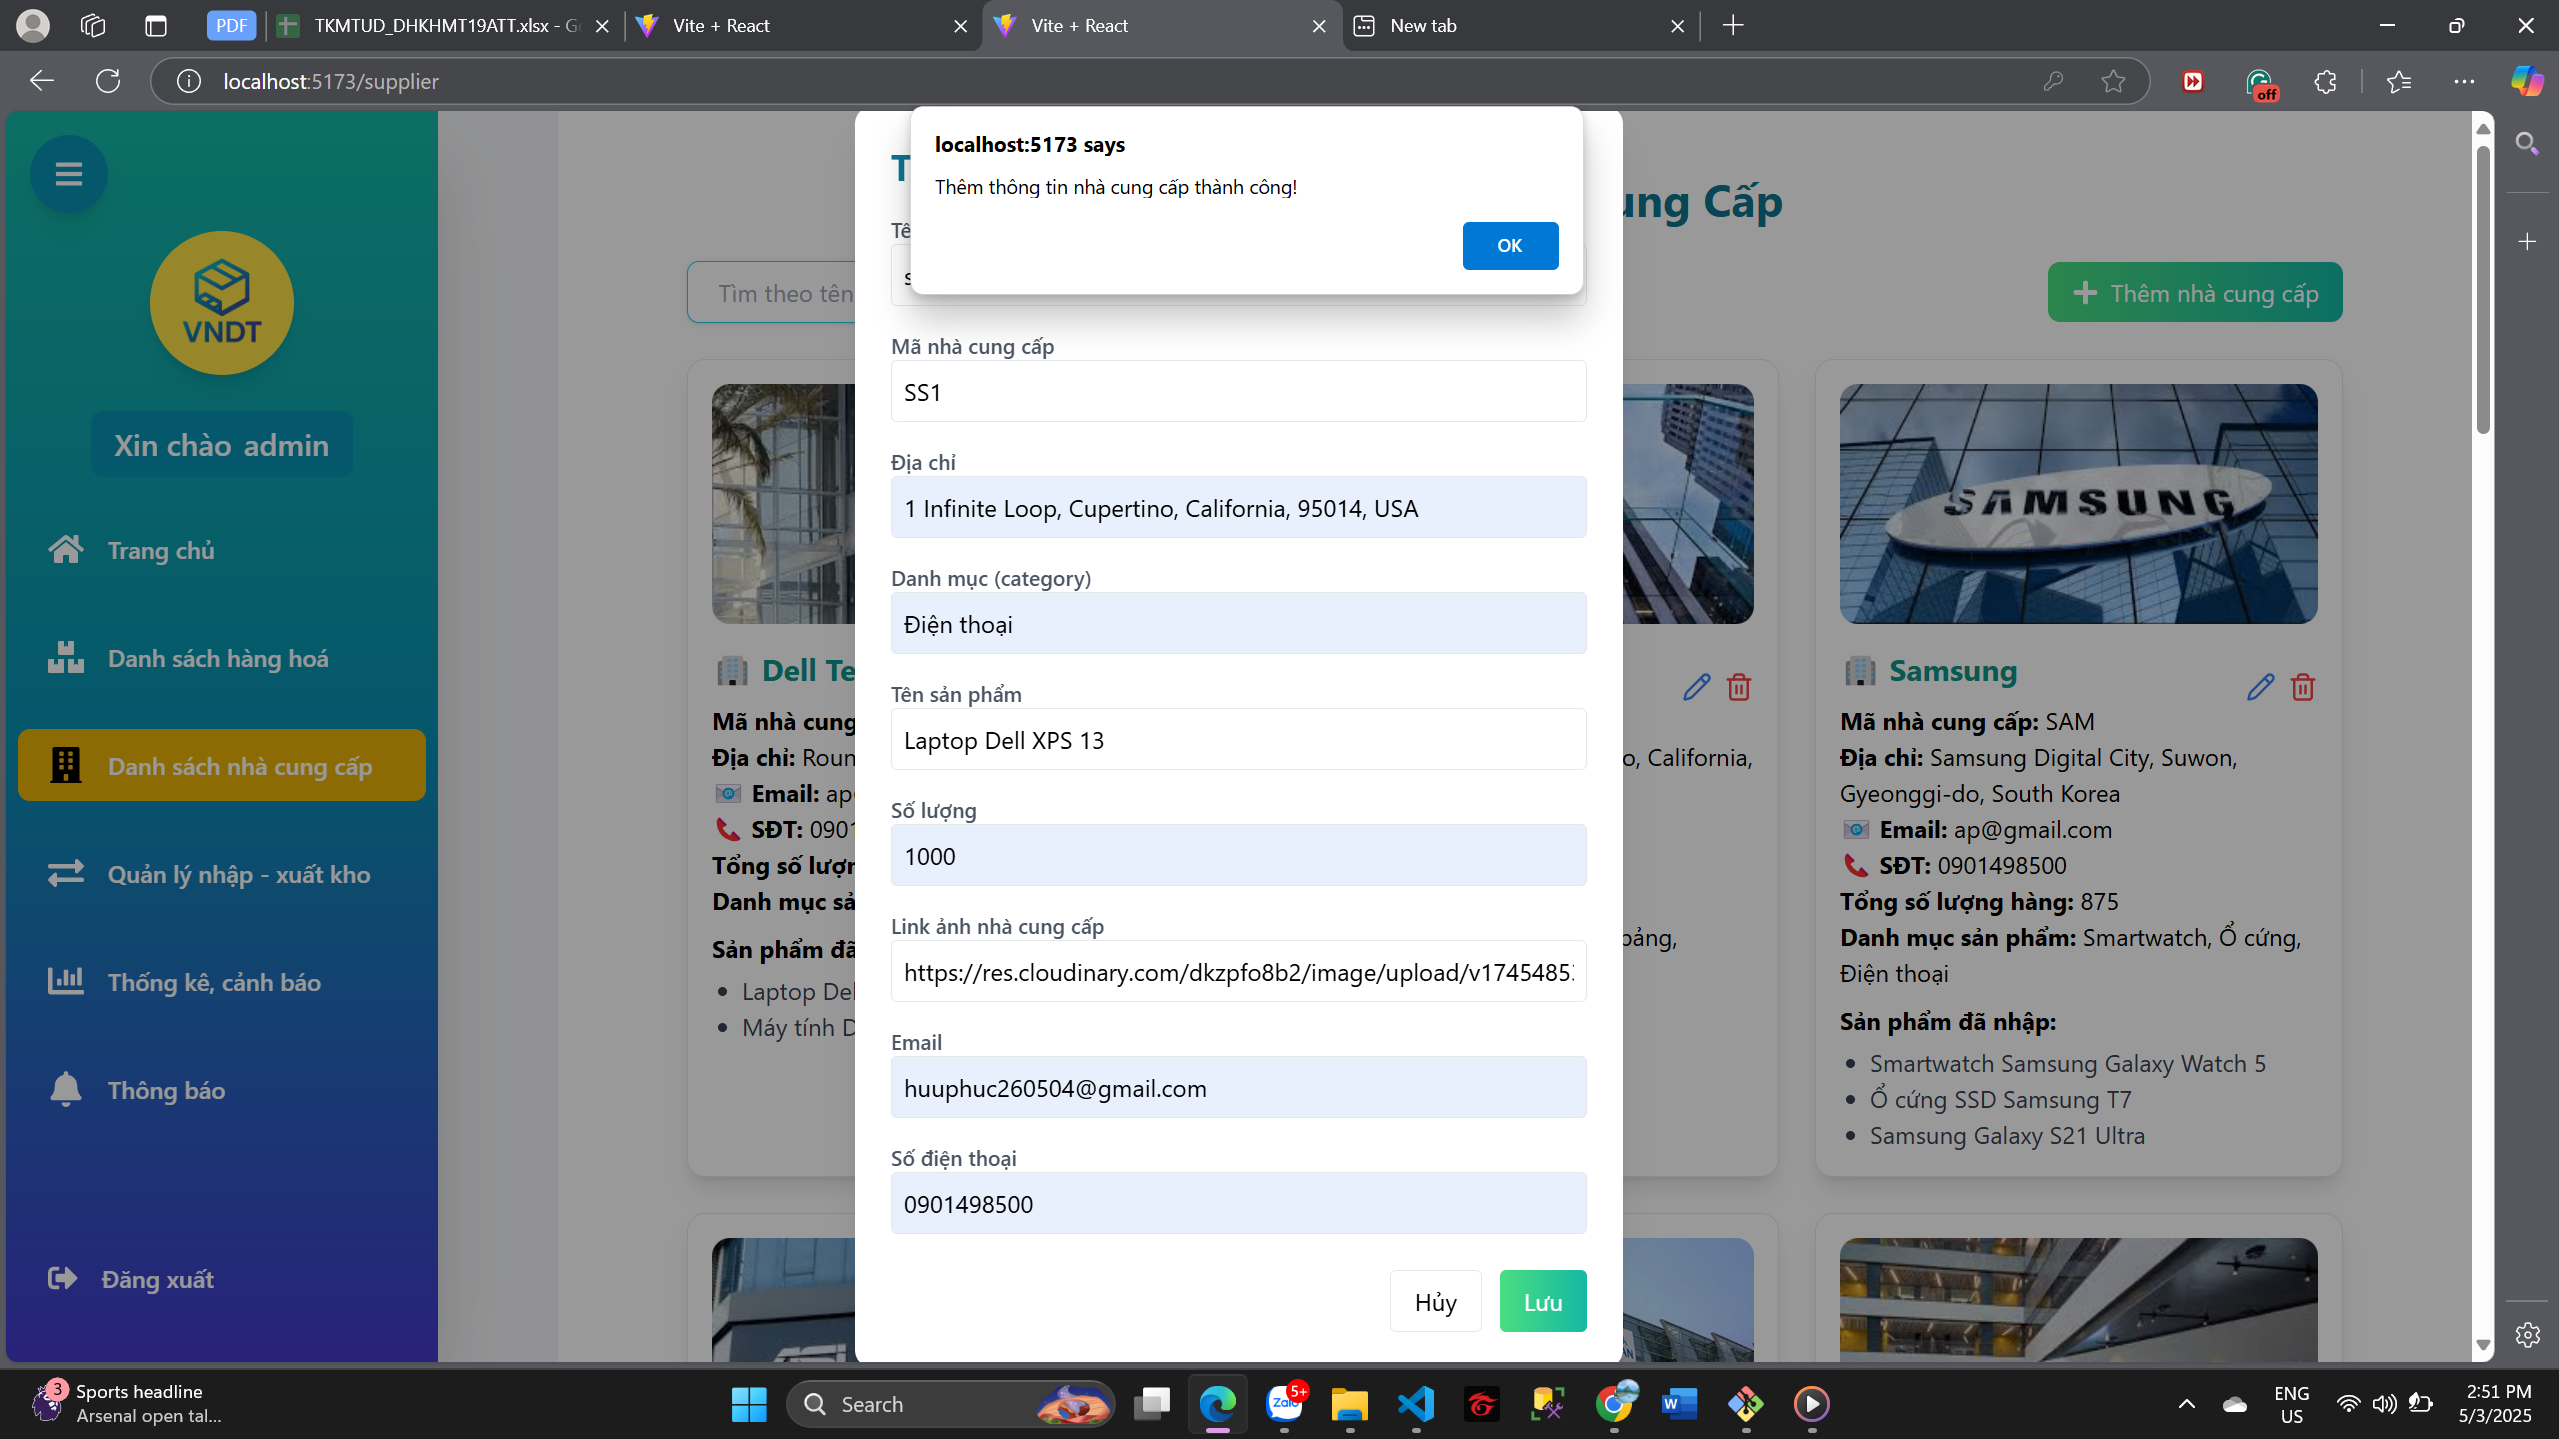 PDF
TKMTUD_DHKHMT19ATT.xlsx - Go
Vite + React
Vite + React
New tab
localhost:5173/supplier
off
localhost:5173 says
Thêm thông tin nhà cung cấp thành công!
OK
VNDT
Xin chào admin
Trang chủ
Danh sách hàng hoá
Danh sách nhà cung cấp
Quản lý nhập - xuất kho
Thống kê, cảnh báo
Thông báo
Đăng xuất
ung Cấp
Tìm theo tên
Thêm nhà cung cấp
T
Tê
s
Mã nhà cung cấp
SS1
Địa chỉ
1 Infinite Loop, Cupertino, California, 95014, USA
Danh mục (category)
Điện thoại
Tên sản phẩm
Laptop Dell XPS 13
Số lượng
1000
Link ảnh nhà cung cấp
https://res.cloudinary.com/dkzpfo8b2/image/upload/v17454853
Email
huuphuc260504@gmail.com
Số điện thoại
0901498500
Hủy
Lưu
Dell Te
Mã nhà cung
Địa chỉ: Roun
Email: ap
SĐT: 0901
Tổng số lượn
Danh mục sả
Sản phẩm đã
Laptop Del
Máy tính D
o, California,
bảng,
SAMSUNG
Samsung
Mã nhà cung cấp: SAM
Địa chỉ: Samsung Digital City, Suwon,
Gyeonggi-do, South Korea
Email: ap@gmail.com
SĐT: 0901498500
Tổng số lượng hàng: 875
Danh mục sản phẩm: Smartwatch, Ổ cứng,
Điện thoại
Sản phẩm đã nhập:
Smartwatch Samsung Galaxy Watch 5
Ổ cứng SSD Samsung T7
Samsung Galaxy S21 Ultra
3
Sports headline
Arsenal open tal...
Search
Zalo
5+
ENG
US
2:51 PM
5/3/2025